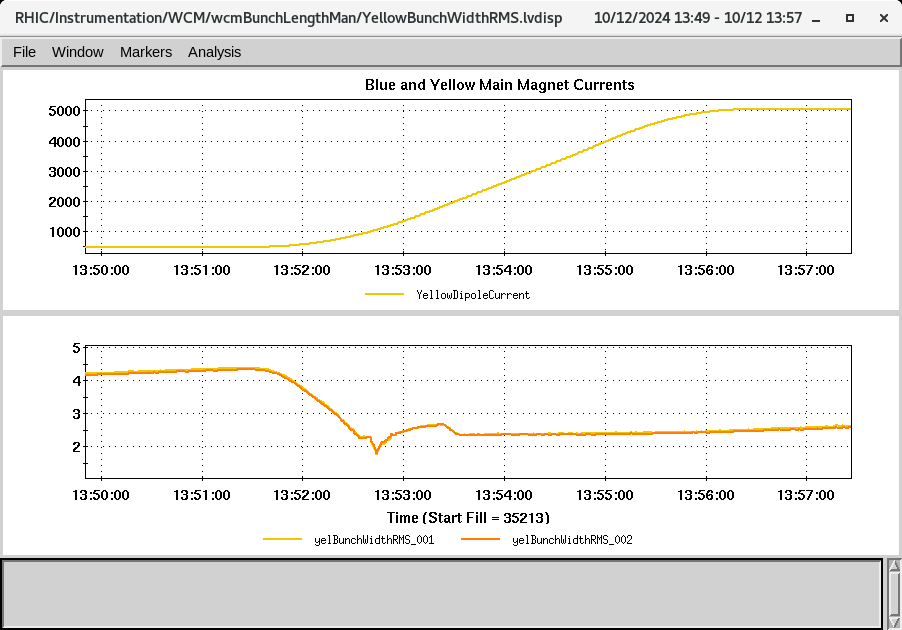 RHIC/Instrumentation/WCM/wcmBunchLengthMan/YellowBunchWidthRMS.lvdisp 10/12/2024 13:49 - 10/12 13:57
File Window Markers Analysis
Blue and Yellow Main Magnet Currents
5000
4000
3000
2000
1000
13:50:00 13:51:00 13:52:00 13:53:00 13:54:00 13:55:00 13:56:00 13:57:00
YellowDipoleCurrent
5
4
3
2
13:50:00 13:51:00 13:52:00 13:53:00 13:54:00 13:55:00 13:56:00 13:57:00
Time (Start Fill = 35213)
yelBunchWidthRMS_001 yelBunchWidthRMS_002